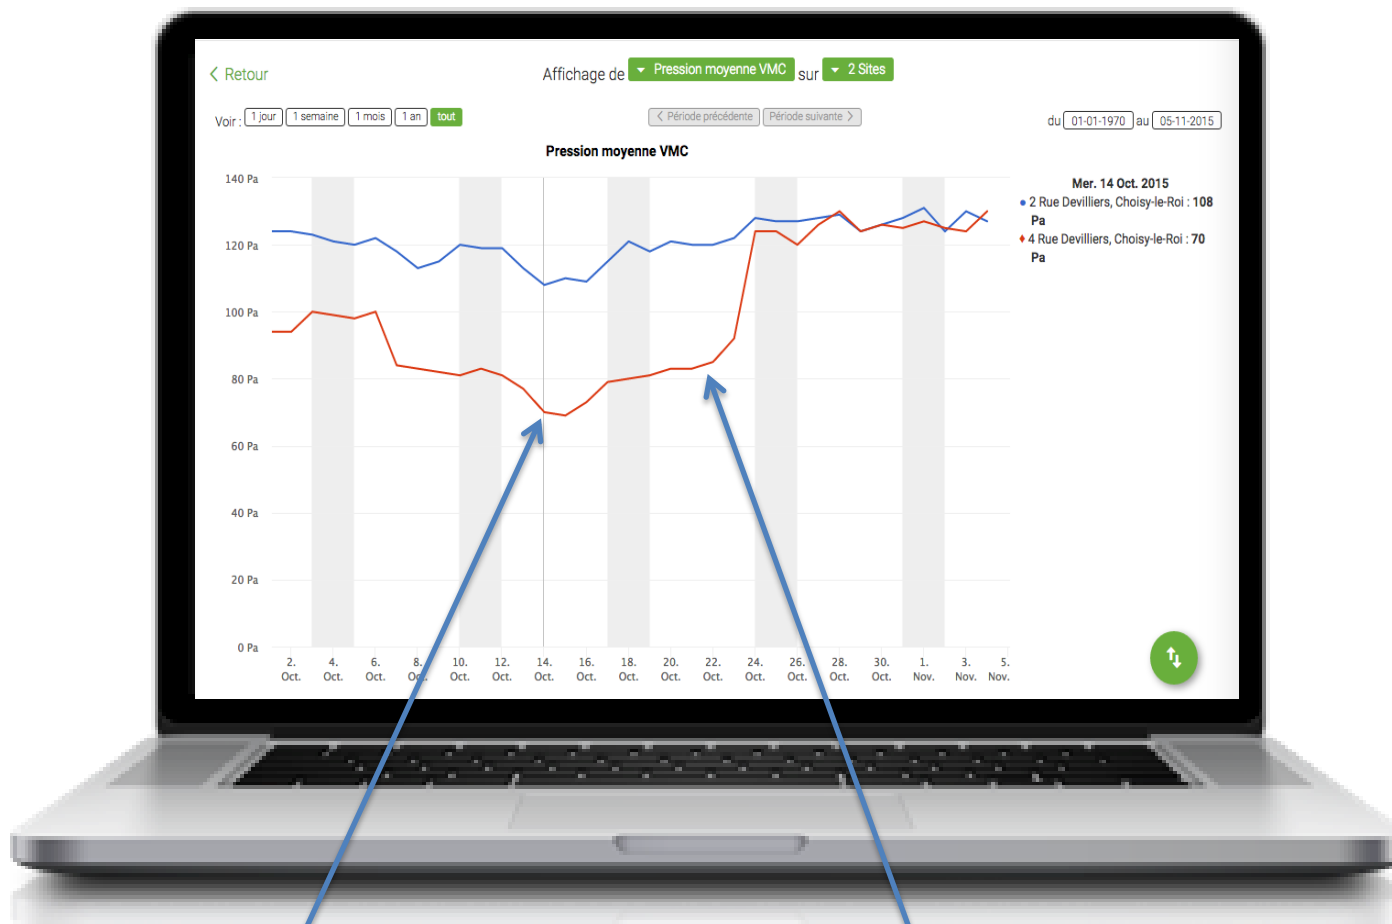 Retour
Affichage de Pression moyenne VMC sur 2 Sites
Voir : 1 jour 1 semaine 1 mois 1 an tout
Période précédente Période suivante
du 01-01-1970 au 05-11-2015
Pression moyenne VMC
140 Pa
120 Pa
100 Pa
80 Pa
60 Pa
40 Pa
20 Pa
0 Pa
2. Oct.
4. Oct.
6. Oct.
8. Oct.
10. Oct.
12. Oct.
14. Oct.
16. Oct.
18. Oct.
20. Oct.
22. Oct.
24. Oct.
26. Oct.
28. Oct.
30. Oct.
1. Nov.
3. Nov.
5. Nov.
Mer. 14 Oct. 2015
2 Rue Devilliers, Choisy-le-Roi : 108
Pa
4 Rue Devilliers, Choisy-le-Roi : 70
Pa